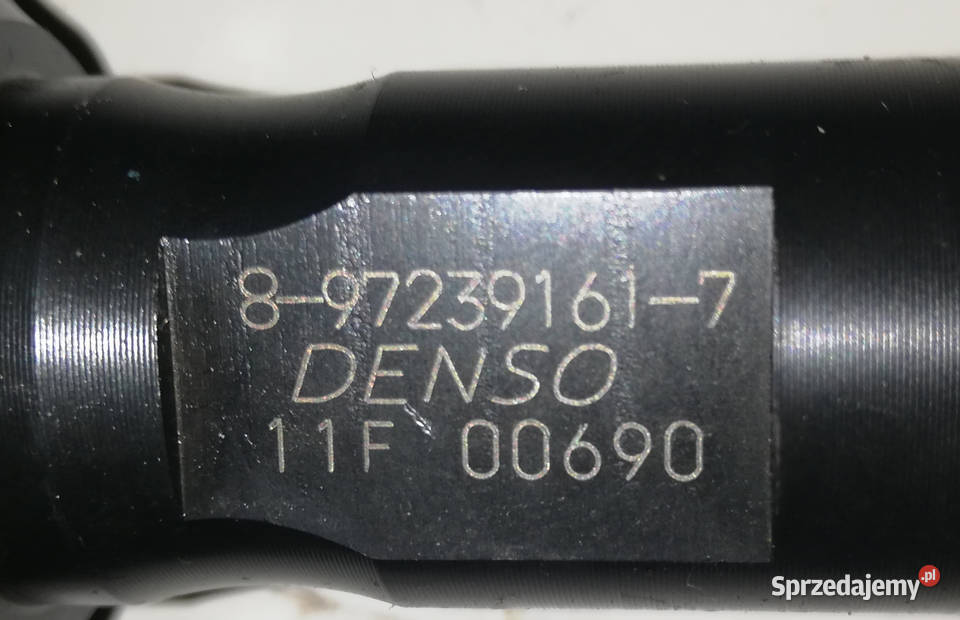 8-97239161-7
DENSO
11F 00690
Sprzedajemy.pl